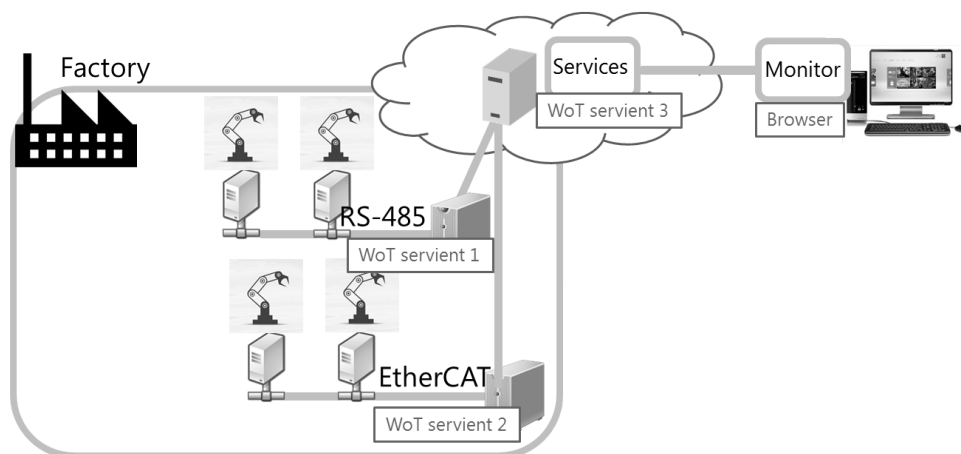 Factory
Services
Monitor
WoT servient 3
Browser
RS-485
WoT servient 1
EtherCAT
WoT servient 2